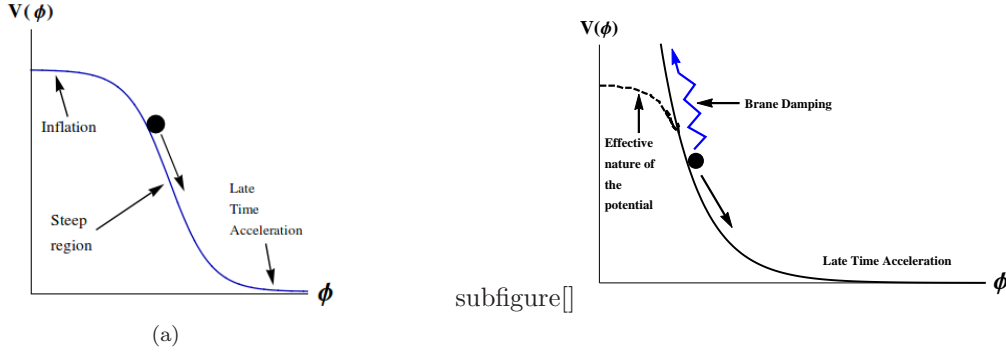 V(ϕ)
Inflation
Steep
region
Late
Time
Acceleration
ϕ
(a)
subfigure[]
V(ϕ)
Brane Damping
Effective
nature of
the
potential
Late Time Acceleration
ϕ